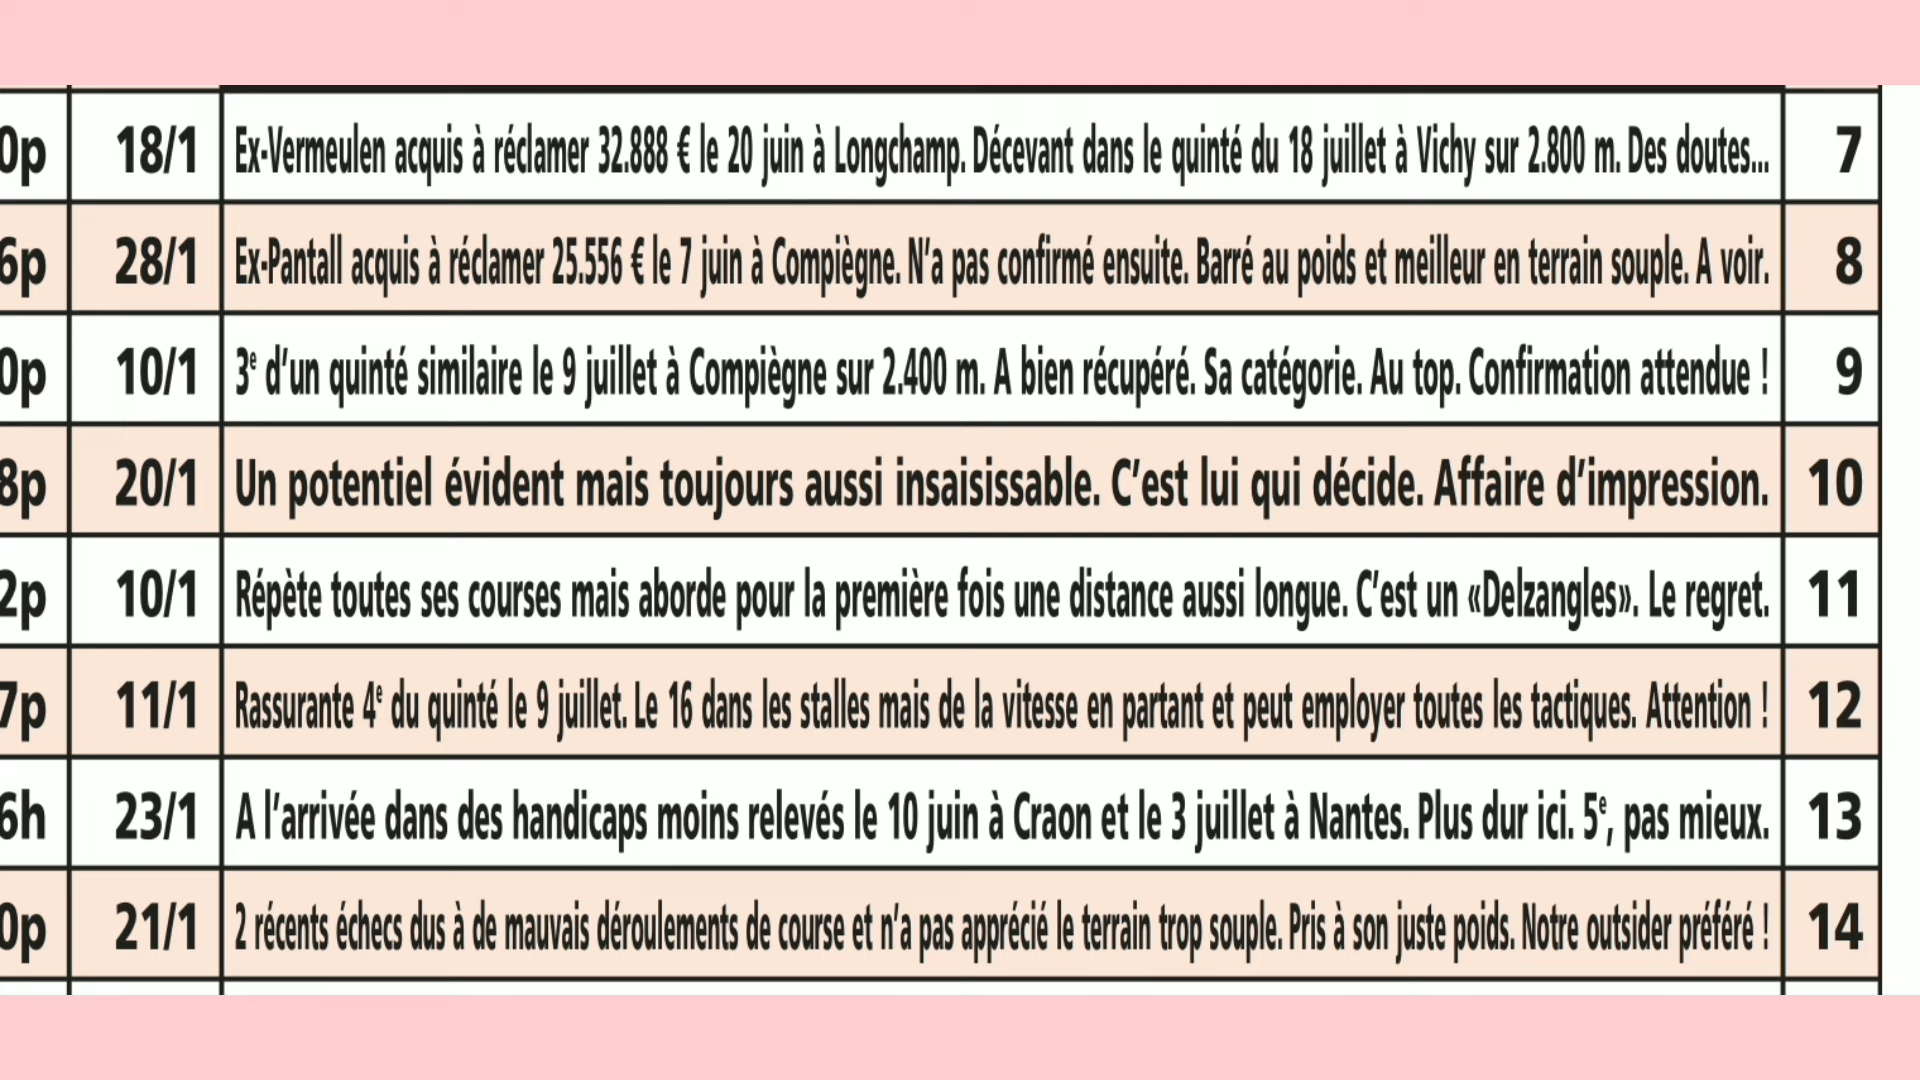 0p 18/1 Ex-Vermeulen acquis à réclamer 32.888 € le 20 juin à Longchamp. Décevant dans le quinté du 18 juillet à Vichy sur 2.800 m. Des doutes... 7
6p 28/1 Ex-Pantall acquis à réclamer 25.556 € le 7 juin à Compiègne. N’a pas confirmé ensuite. Barré au poids et meilleur en terrain souple. A voir. 8
0p 10/1 3e d’un quinté similaire le 9 juillet à Compiègne sur 2.400 m. A bien récupéré. Sa catégorie. Au top. Confirmation attendue ! 9
8p 20/1 Un potentiel évident mais toujours aussi insaisissable. C’est lui qui décide. Affaire d’impression. 10
2p 10/1 Répète toutes ses courses mais aborde pour la première fois une distance aussi longue. C’est un «Delzangles». Le regret. 11
7p 11/1 Rassurante 4e du quinté le 9 juillet. Le 16 dans les stalles mais de la vitesse en partant et peut employer toutes les tactiques. Attention ! 12
6h 23/1 A l’arrivée dans des handicaps moins relevés le 10 juin à Craon et le 3 juillet à Nantes. Plus dur ici. 5e, pas mieux. 13
0p 21/1 2 récents échecs dus à de mauvais déroulements de course et n’a pas apprécié le terrain trop souple. Pris à son juste poids. Notre outsider préféré ! 14